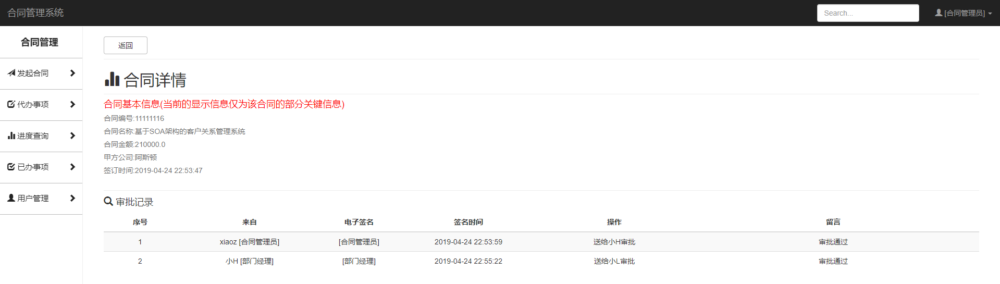 合同管理系统
Search...
[合同管理员]
合同管理
发起合同
代办事项
进度查询
已办事项
用户管理
返回
合同详情
合同基本信息(当前的显示信息仅为该合同的部分关键信息)
合同编号:11111116
合同名称:基于SOA架构的客户关系管理系统
合同金额:210000.0
甲方公司:阿斯顿
签订时间:2019-04-24 22:53:47
审批记录
序号 来自 电子签名 签名时间 操作 留言
1 xiaoz [合同管理员] [合同管理员] 2019-04-24 22:53:59 送给小H审批 审批通过
2 小H [部门经理] [部门经理] 2019-04-24 22:55:22 送给小L审批 审批通过